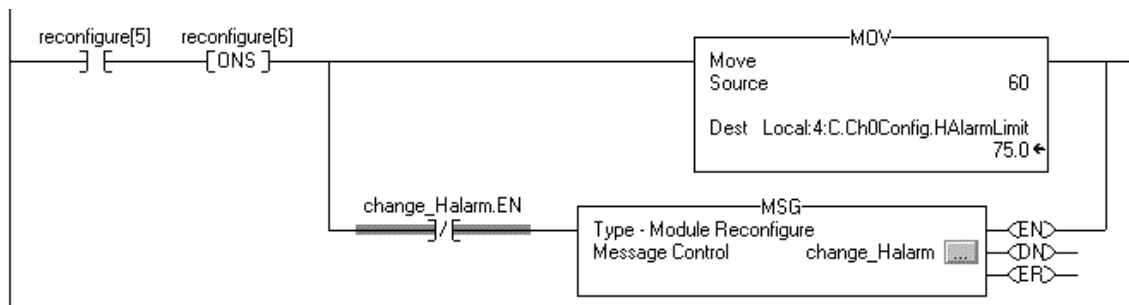 reconfigure[5] reconfigure[6]
ONS
MOV
Move
Source 60
Dest Local:4:C.Ch0Config.HAlarmLimit
75.0
change_Halarm.EN
MSG
Type - Module Reconfigure
Message Control change_Halarm ...
EN
DN
ER